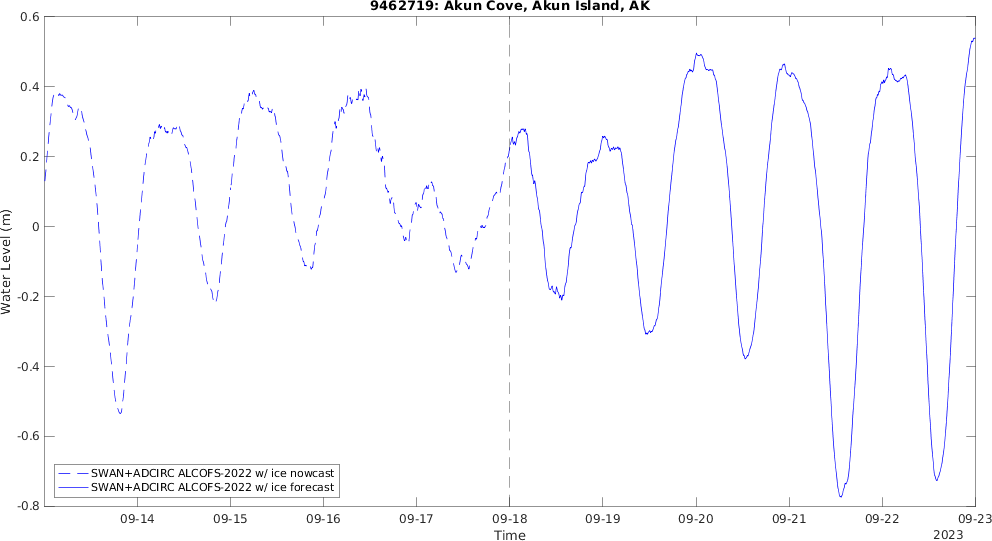 9462719: Akun Cove, Akun Island, AK
0.6
0.4
0.2
0
-0.2
-0.4
-0.6
-0.8
Water Level (m)
SWAN+ADCIRC ALCOFS-2022 w/ ice nowcast
SWAN+ADCIRC ALCOFS-2022 w/ ice forecast
09-14 09-15 09-16 09-17 09-18 09-19 09-20 09-21 09-22 09-23
Time
2023